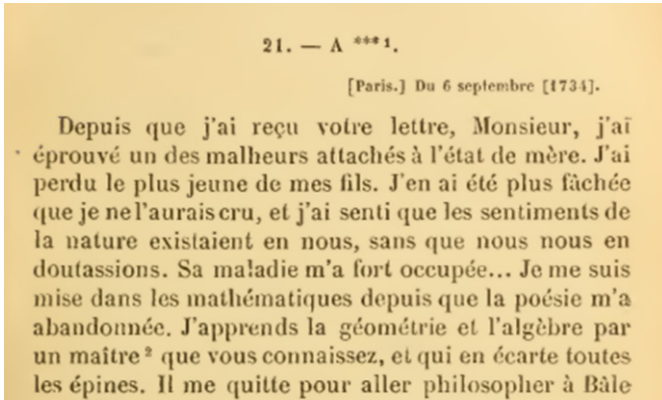 21. — A ***¹.
[Paris.] Du 6 septembre [1734].
Depuis que j'ai reçu votre lettre, Monsieur, j'ai
éprouvé un des malheurs attachés à l'état de mère. J'ai
perdu le plus jeune de mes fils. J'en ai été plus fâchée
que je ne l'aurais cru, et j'ai senti que les sentiments de
la nature existaient en nous, sans que nous nous en
doutassions. Sa maladie m'a fort occupée... Je me suis
mise dans les mathématiques depuis que la poésie m'a
abandonnée. J'apprends la géométrie et l'algèbre par
un maître² que vous connaissez, et qui en écarte toutes
les épines. Il me quitte pour aller philosopher à Bâle